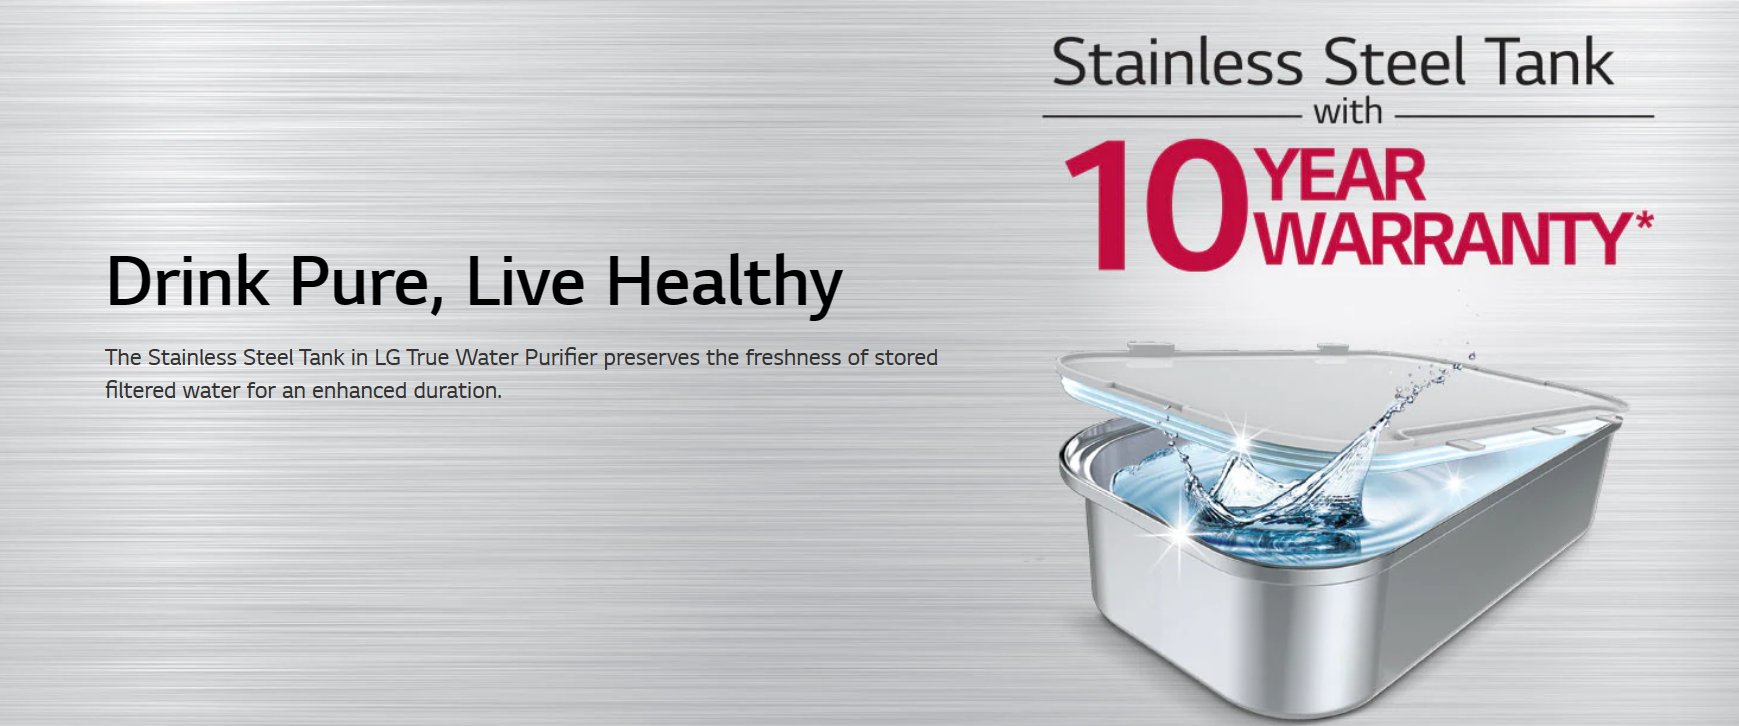 Drink Pure, Live Healthy
The Stainless Steel Tank in LG True Water Purifier preserves the freshness of stored
filtered water for an enhanced duration.
Stainless Steel Tank
with
10 YEAR
WARRANTY*